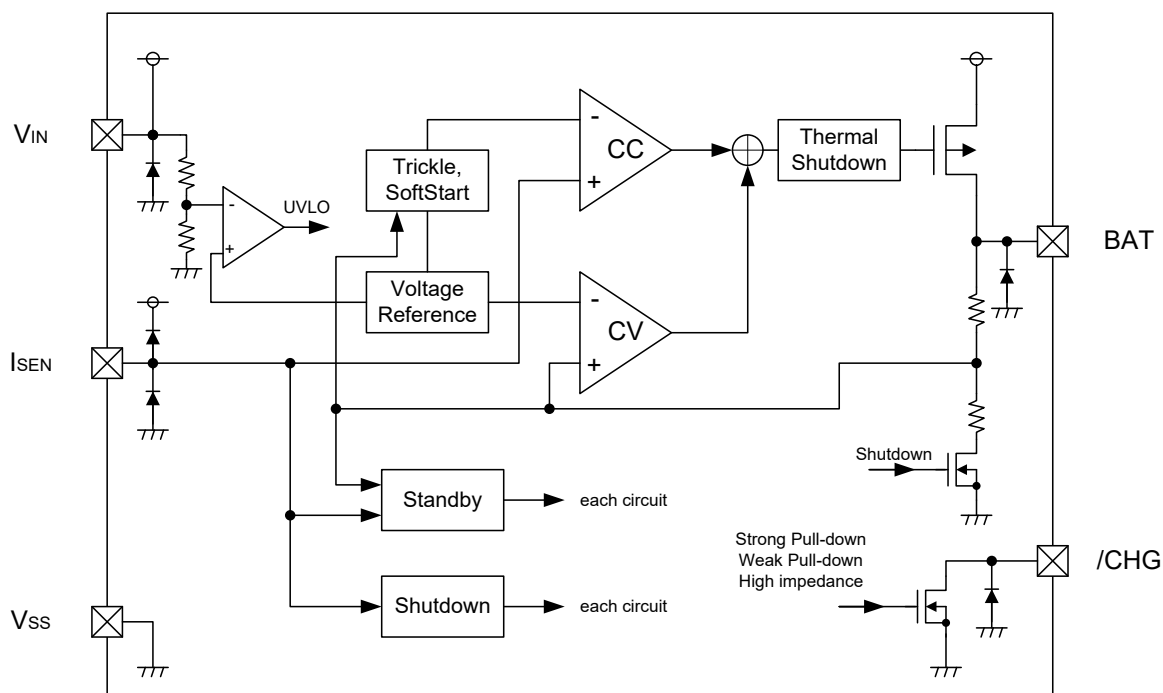 VIN
UVLO
-
+
Trickle,
SoftStart
-
CC
+
Thermal
Shutdown
BAT
Voltage
Reference
-
CV
+
ISEN
Shutdown
Standby
each circuit
Strong Pull-down
Weak Pull-down
High impedance
/CHG
Shutdown
each circuit
VSS